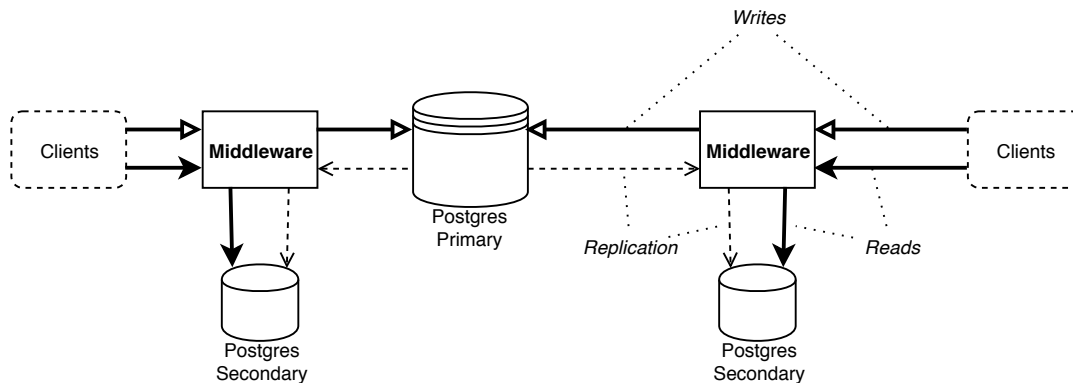 Writes
Clients
Middleware
Middleware
Clients
Postgres
Primary
Replication
Reads
Postgres
Secondary
Postgres
Secondary